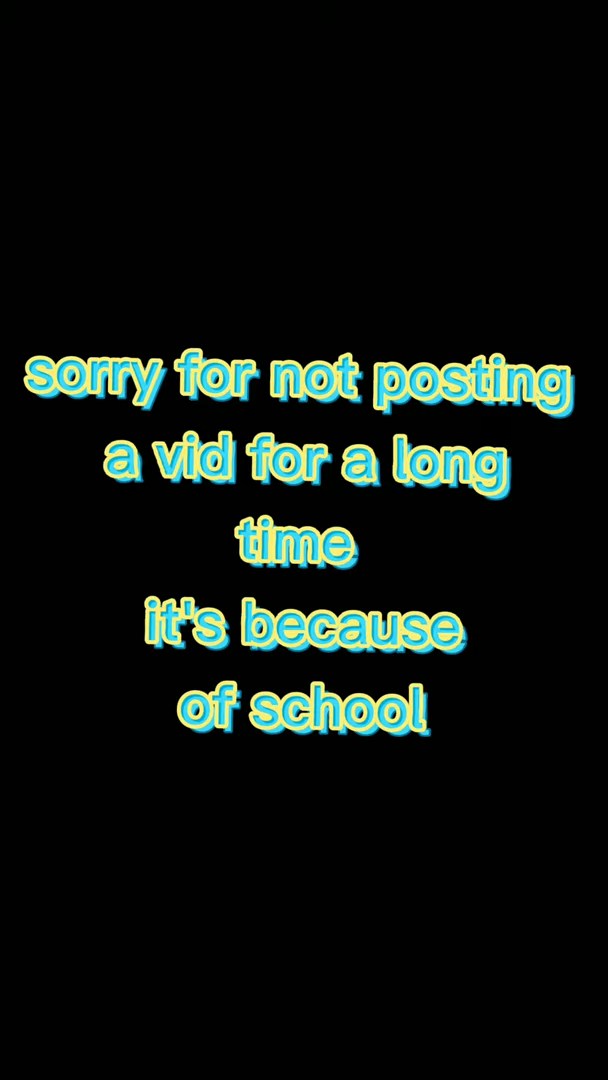 sorry for not posting
a vid for a long
time
it's because
of school